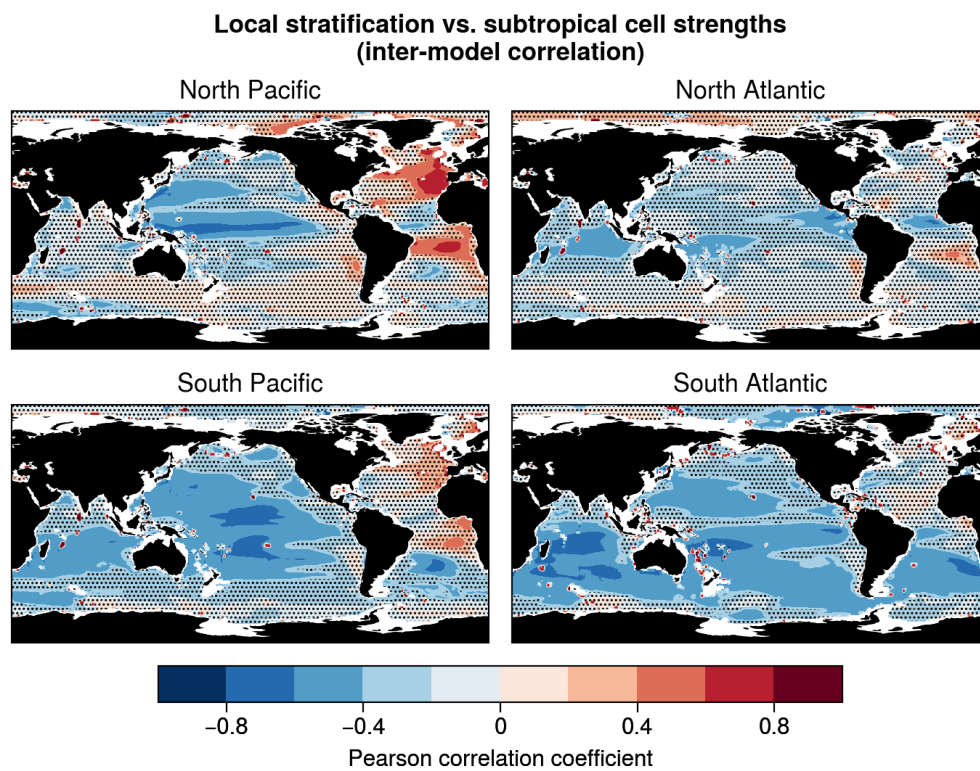 Local stratification vs. subtropical cell strengths
(inter-model correlation)
North Pacific
North Atlantic
South Pacific
South Atlantic
−0.8
−0.4
0
0.4
0.8
Pearson correlation coefficient